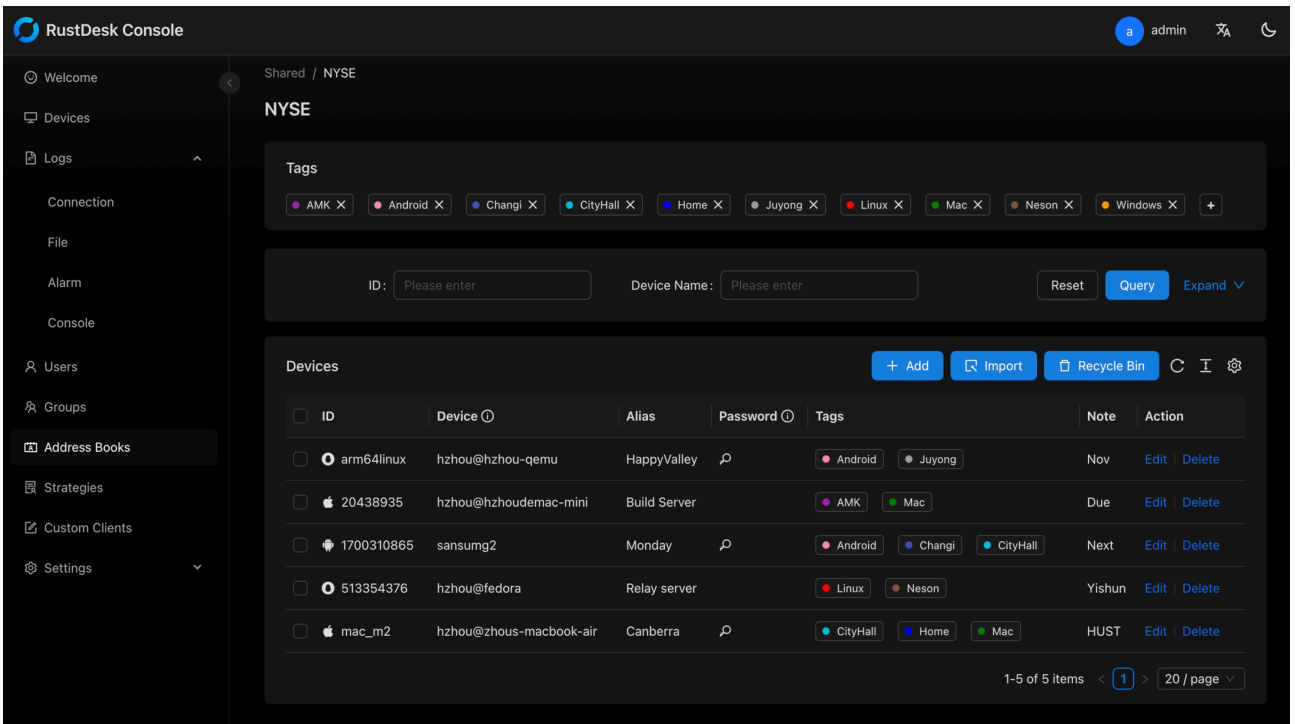 RustDesk Console
a admin
Welcome
Devices
Logs
Connection
File
Alarm
Console
Users
Groups
Address Books
Strategies
Custom Clients
Settings
Shared / NYSE
NYSE
Tags
AMK Android Changi CityHall Home Juyong Linux Mac Neson Windows +
ID: Please enter Device Name: Please enter Reset Query Expand
Devices + Add Import Recycle Bin
ID Device Alias Password Tags Note Action
arm64linux hzhou@hzhou-qemu HappyValley Android Juyong Nov Edit Delete
20438935 hzhou@hzhoudemac-mini Build Server AMK Mac Due Edit Delete
1700310865 sansumg2 Monday Android Changi CityHall Next Edit Delete
513354376 hzhou@fedora Relay server Linux Neson Yishun Edit Delete
mac_m2 hzhou@zhous-macbook-air Canberra CityHall Home Mac HUST Edit Delete
1-5 of 5 items < 1 > 20 / page